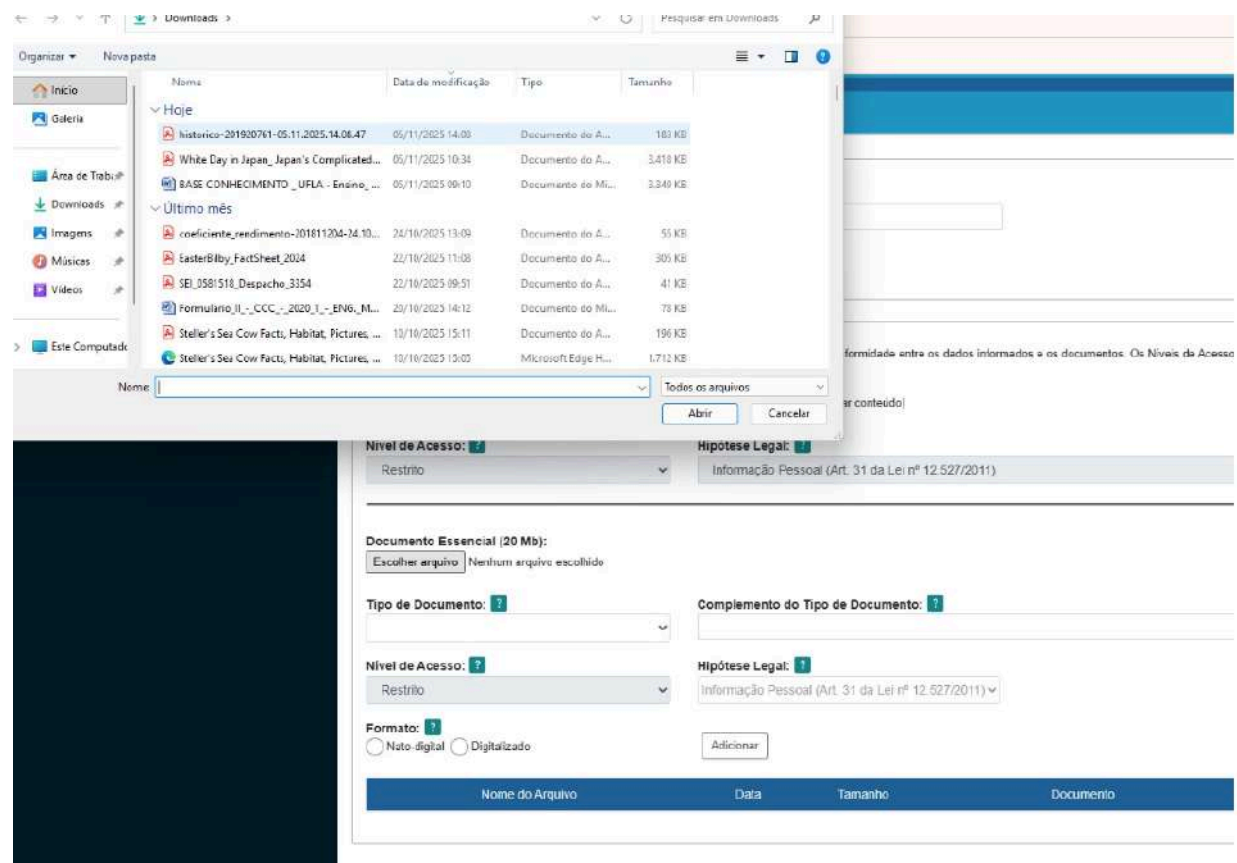 Downloads
Pesquisar em Downloads
Organizar
Nova pasta
Nome
Data de modificação
Tipo
Tamanho
Início
Galeria
Área de Trab
Downloads
Imagens
Músicas
Vídeos
Este Computado
Hoje
historico-201920761-05.11.2025.14.08.47 05/11/2025 14:08 Documento do A... 183 KB
White Day in Japan_ Japan's Complicated... 05/11/2025 10:34 Documento do A... 3.418 KB
BASE CONHECIMENTO _ UFLA - Ensino_ ... 05/11/2025 09:10 Documento do Mi... 3.349 KB
Último mês
coeficiente_rendimento-201811204-24.10... 24/10/2025 13:09 Documento do A... 55 KB
EasterBilby_FactSheet_2024 22/10/2025 11:08 Documento do A... 305 KB
SEI_0581518_Despacho_3354 22/10/2025 09:51 Documento do A... 41 KB
Formulario_II_-_CCC_-_2020_1_-_ENG._M... 20/10/2025 14:12 Documento do Mi... 78 KB
Steller's Sea Cow Facts, Habitat, Pictures, ... 10/10/2025 15:11 Documento do A... 196 KB
Steller's Sea Cow Facts, Habitat, Pictures, ... 10/10/2025 15:05 Microsoft Edge H... 1.712 KB
Nome
Todos os arquivos
Abrir
Cancelar
formidade entre os dados informados e os documentos. Os Níveis de Acesso
ar conteúdo)
Nível de Acesso: ?
Hipótese Legal: ?
Restrito
Informação Pessoal (Art. 31 da Lei nº 12.527/2011)
Documento Essencial (20 Mb):
Escolher arquivo Nenhum arquivo escolhido
Tipo de Documento: ?
Complemento do Tipo de Documento: ?
Nível de Acesso: ?
Hipótese Legal: ?
Restrito
Informação Pessoal (Art. 31 da Lei nº 12.527/2011)
Formato: ?
Nato-digital Digitalizado
Adicionar
Nome do Arquivo
Data
Tamanho
Documento